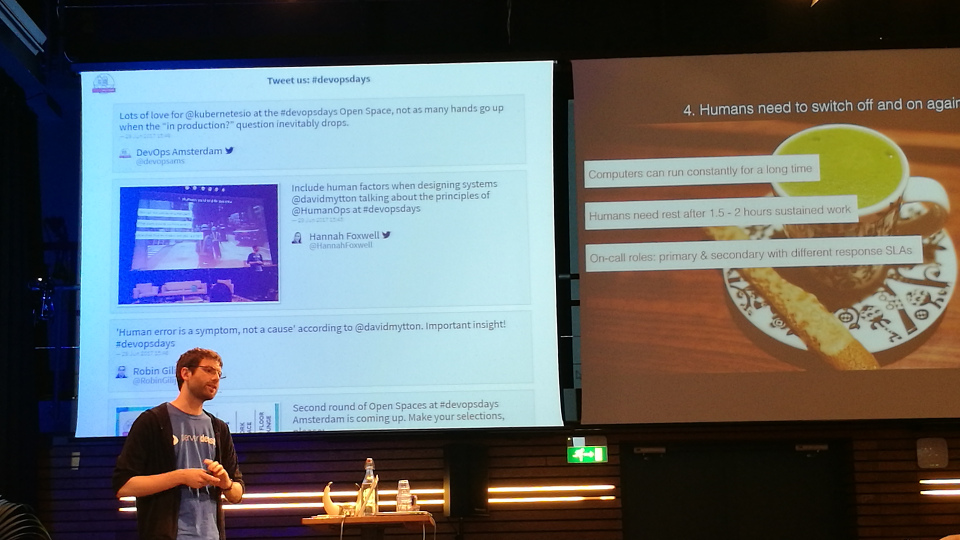 Tweet us: #devopsdays
Lots of love for @kubernetesio at the #devopsdays Open Space, not as many hands go up
when the "in production?" question inevitably drops.
DevOps Amsterdam
@devopsams
Include human factors when designing systems
@davidmytton talking about the principles of
@HumanOps at #devopsdays
Hannah Foxwell
@HannahFoxwell
'Human error is a symptom, not a cause' according to @davidmytton. Important insight!
#devopsdays
Robin
Second round of Open Spaces at #devopsdays
Amsterdam is coming up. Make your selections,
FLOOR
4. Humans need to switch off and on again
Computers can run constantly for a long time
Humans need rest after 1.5 - 2 hours sustained work
On-call roles: primary & secondary with different response SLAs
server